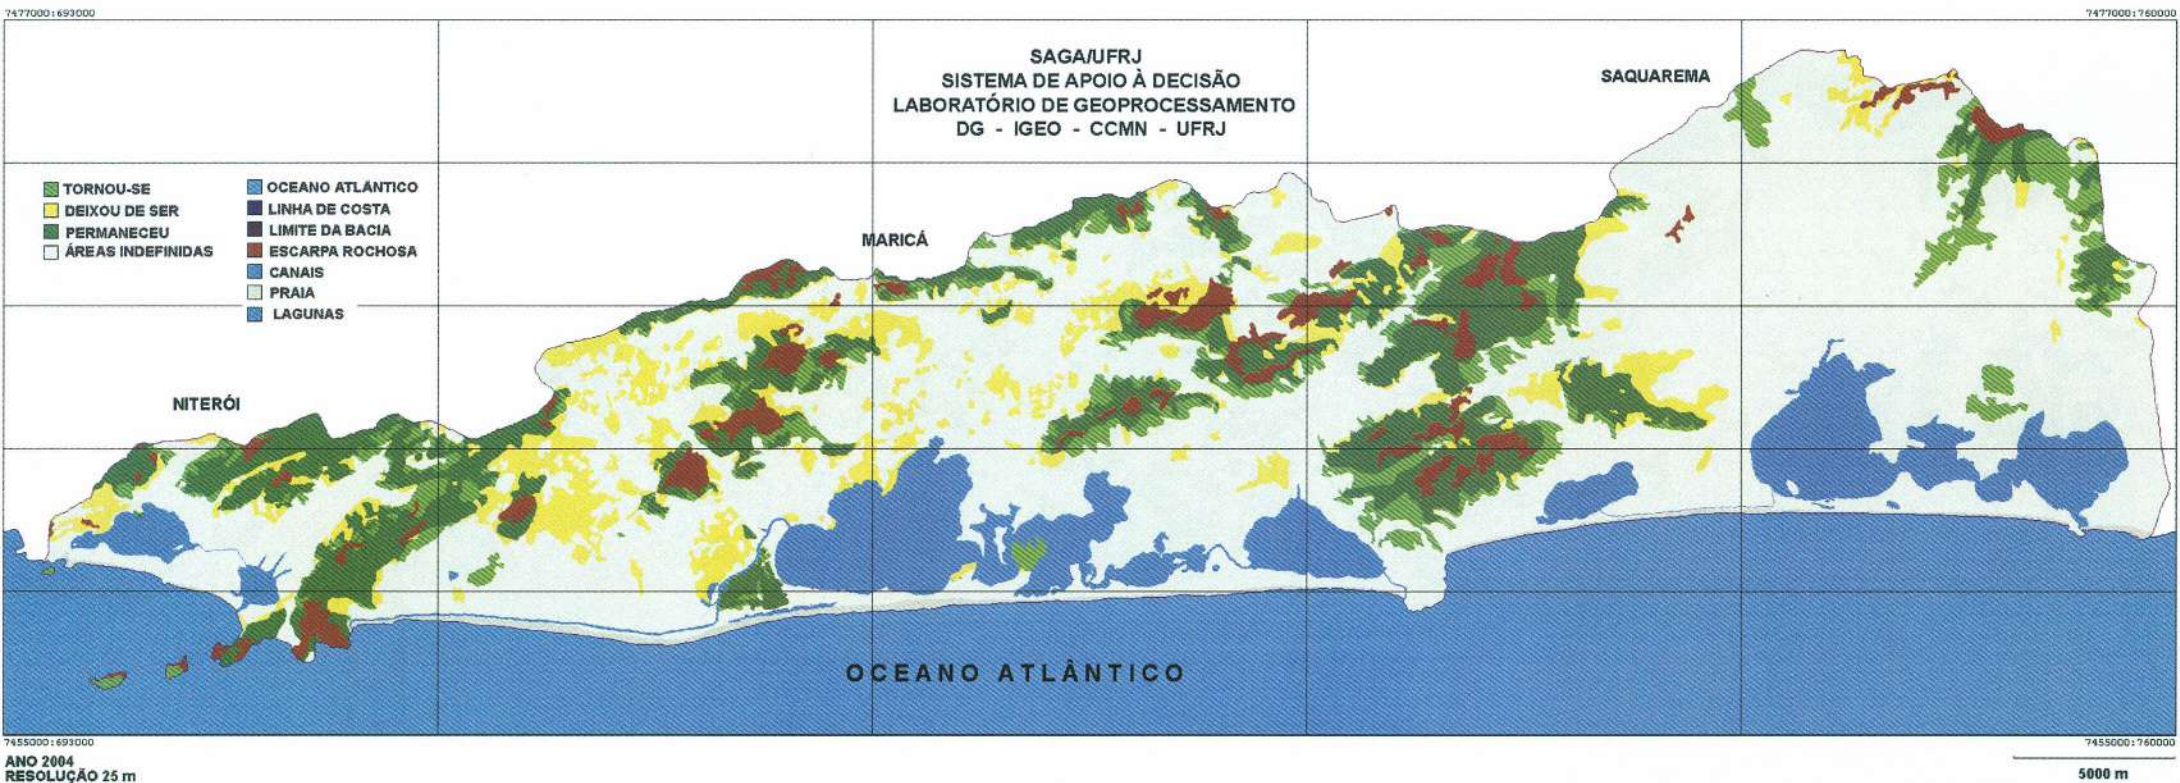 7477000:693000
7477000:760000
SAGA/UFRJ
SISTEMA DE APOIO À DECISÃO
LABORATÓRIO DE GEOPROCESSAMENTO
DG - IGEO - CCMN - UFRJ
SAQUAREMA
TORNOU-SE
DEIXOU DE SER
PERMANECEU
ÁREAS INDEFINIDAS
OCEANO ATLÂNTICO
LINHA DE COSTA
LIMITE DA BACIA
ESCARPA ROCHOSA
CANAIS
PRAIA
LAGUNAS
MARICÁ
NITERÓI
OCEANO ATLÂNTICO
7455000:693000
7455000:760000
ANO 2004
RESOLUÇÃO 25 m
5000 m